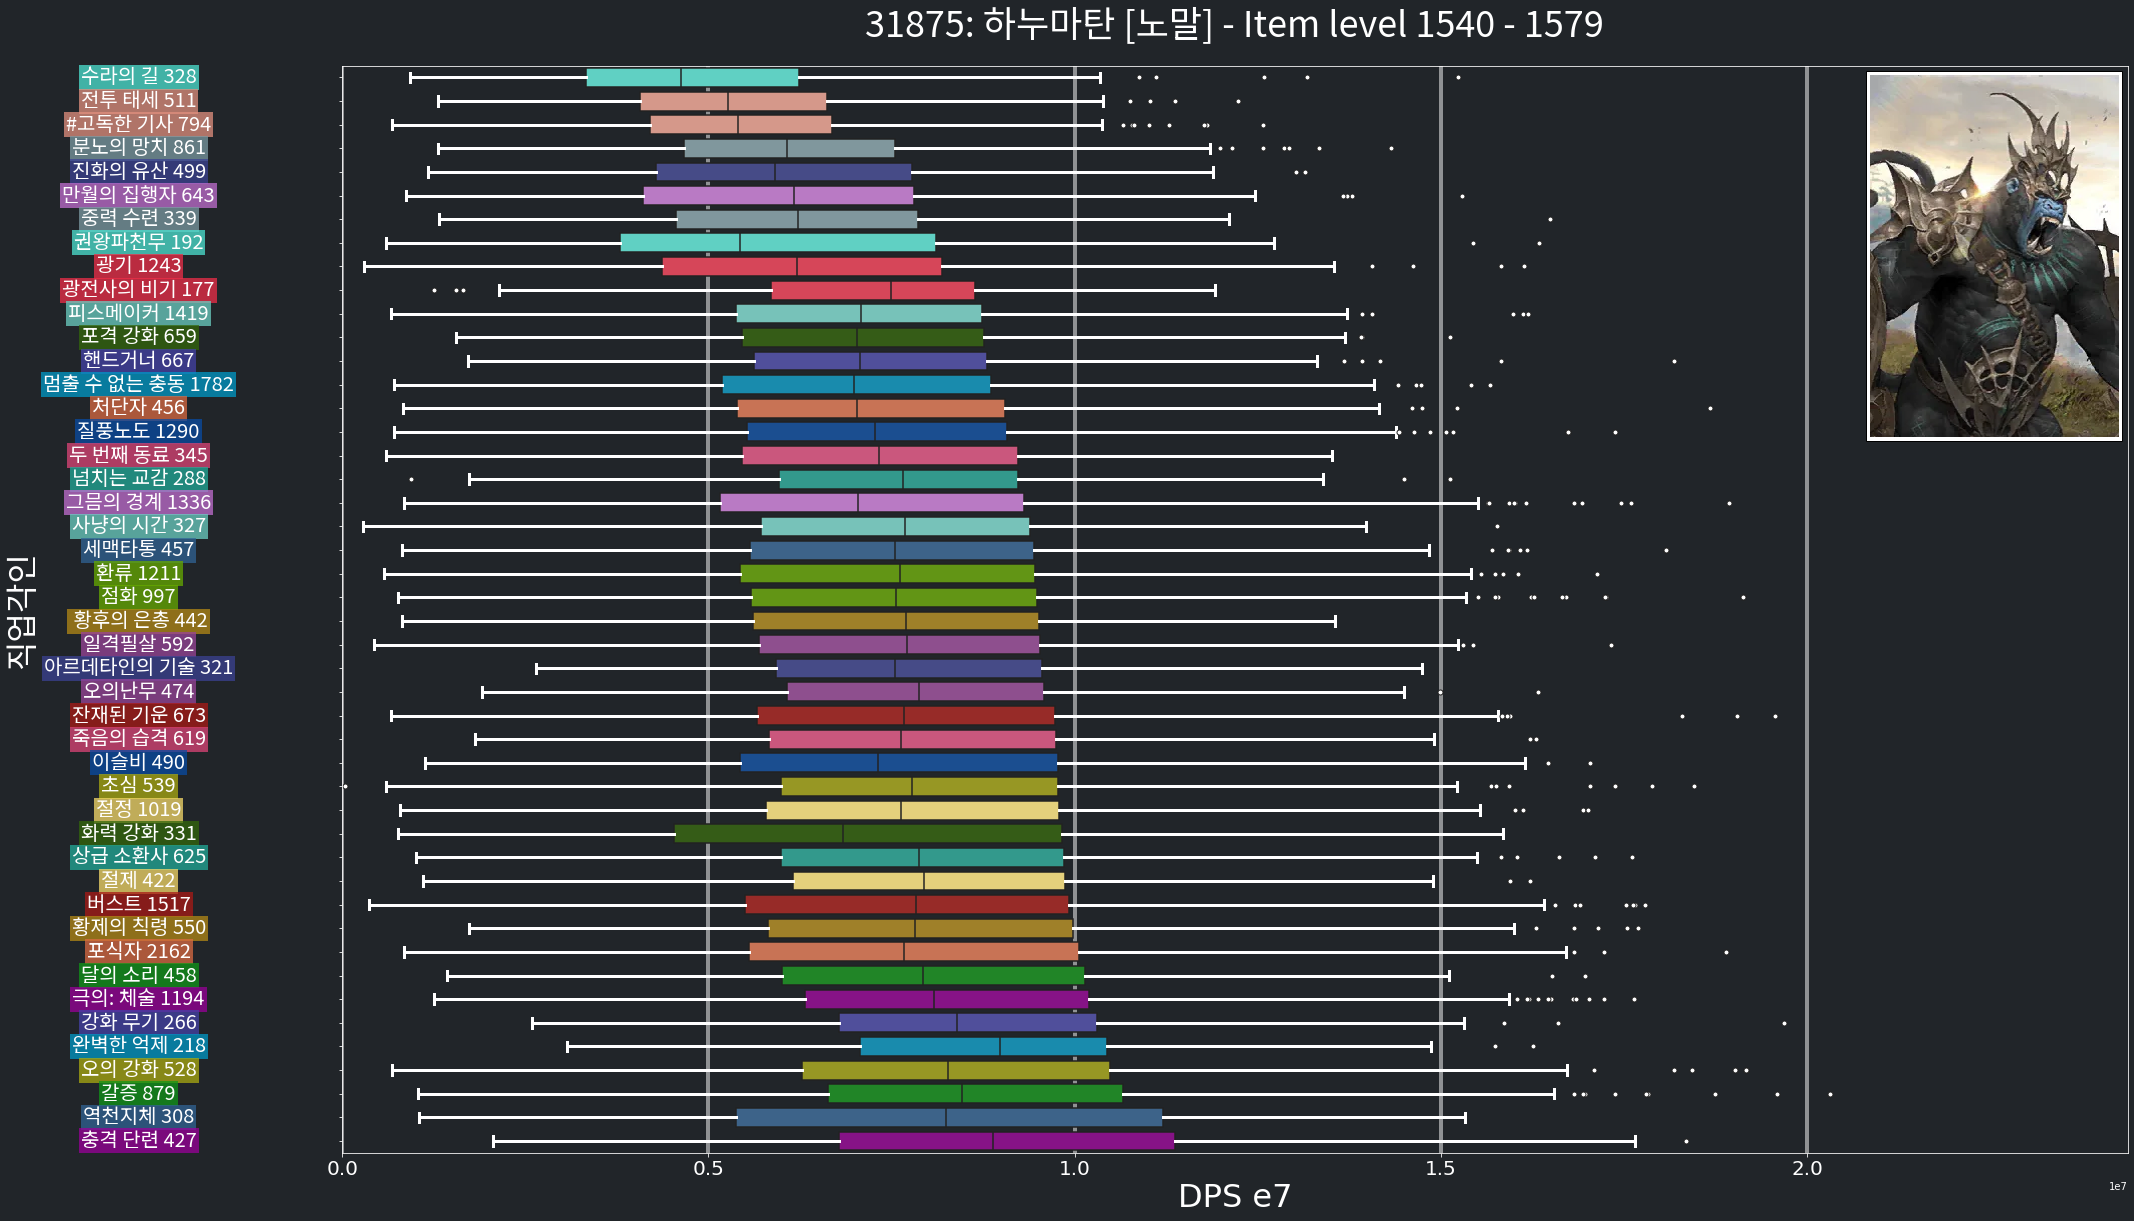 31875: 하누마탄 [노말] - Item level 1540 - 1579
수라의 길 328
전투 태세 511
#고독한 기사 794
분노의 망치 861
진화의 유산 499
만월의 집행자 643
중력 수련 339
권왕파천무 192
광기 1243
광전사의 비기 177
피스메이커 1419
포격 강화 659
핸드거너 667
멈출 수 없는 충동 1782
처단자 456
질풍노도 1290
두 번째 동료 345
넘치는 교감 288
그믐의 경계 1336
사냥의 시간 327
세맥타통 457
환류 1211
점화 997
황후의 은총 442
일격필살 592
아르데타인의 기술 321
오의난무 474
잔재된 기운 673
죽음의 습격 619
이슬비 490
초심 539
절정 1019
화력 강화 331
상급 소환사 625
절제 422
버스트 1517
황제의 칙령 550
포식자 2162
달의 소리 458
극의: 체술 1194
강화 무기 266
완벽한 억제 218
오의 강화 528
갈증 879
역천지체 308
충격 단련 427
직업각인
0.0 0.5 1.0 1.5 2.0
DPS e7
1e7